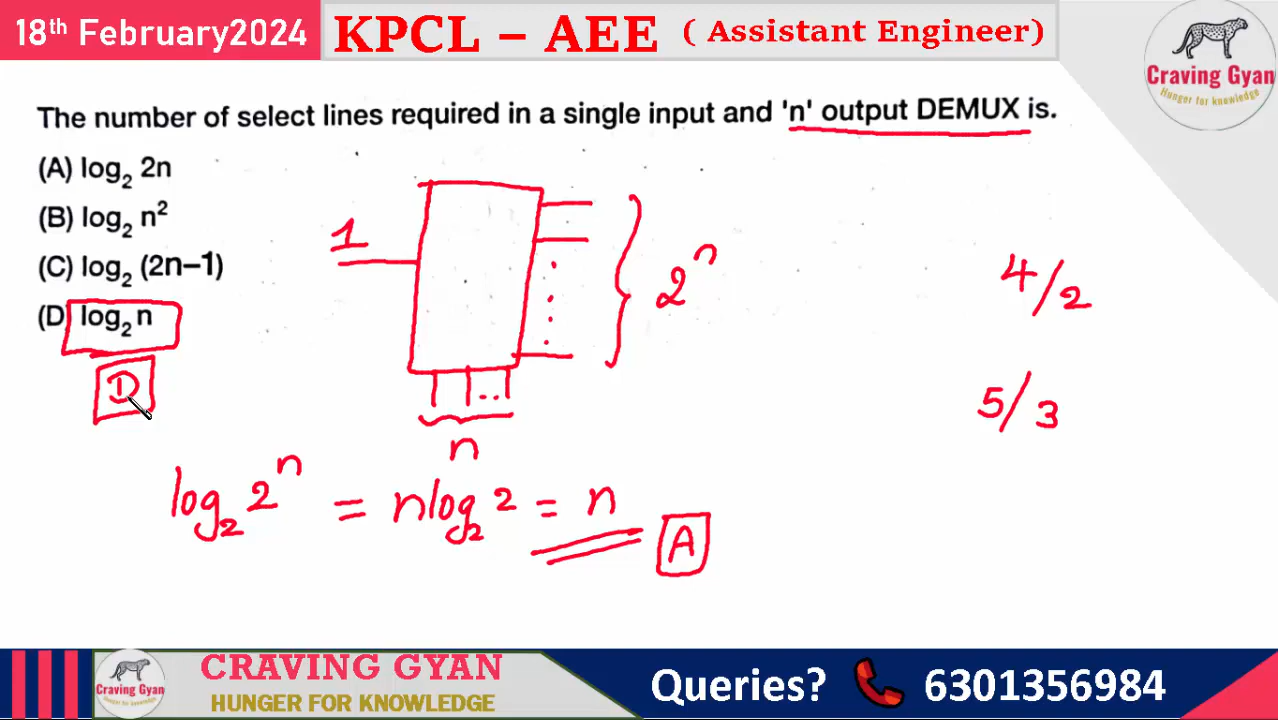 18th February2024
KPCL – AEE ( Assistant Engineer)
Craving Gyan
Hunger for knowledge
The number of select lines required in a single input and 'n' output DEMUX is.
(A) log₂ 2n
(B) log₂ n²
(C) log₂ (2n–1)
(D) log₂ n
D
1
2ⁿ
n
4/2
5/3
log₂ 2ⁿ = n log₂ 2 = n
A
Craving Gyan
CRAVING GYAN
HUNGER FOR KNOWLEDGE
Queries? 6301356984